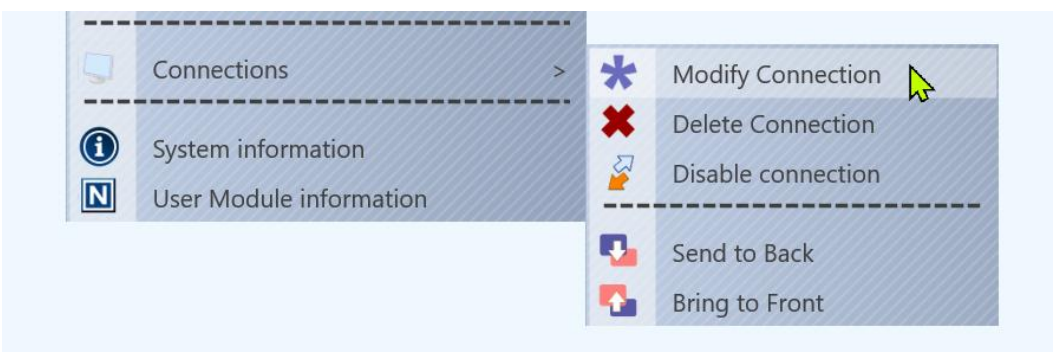 Connections >
System information
User Module information
Modify Connection
Delete Connection
Disable connection
Send to Back
Bring to Front